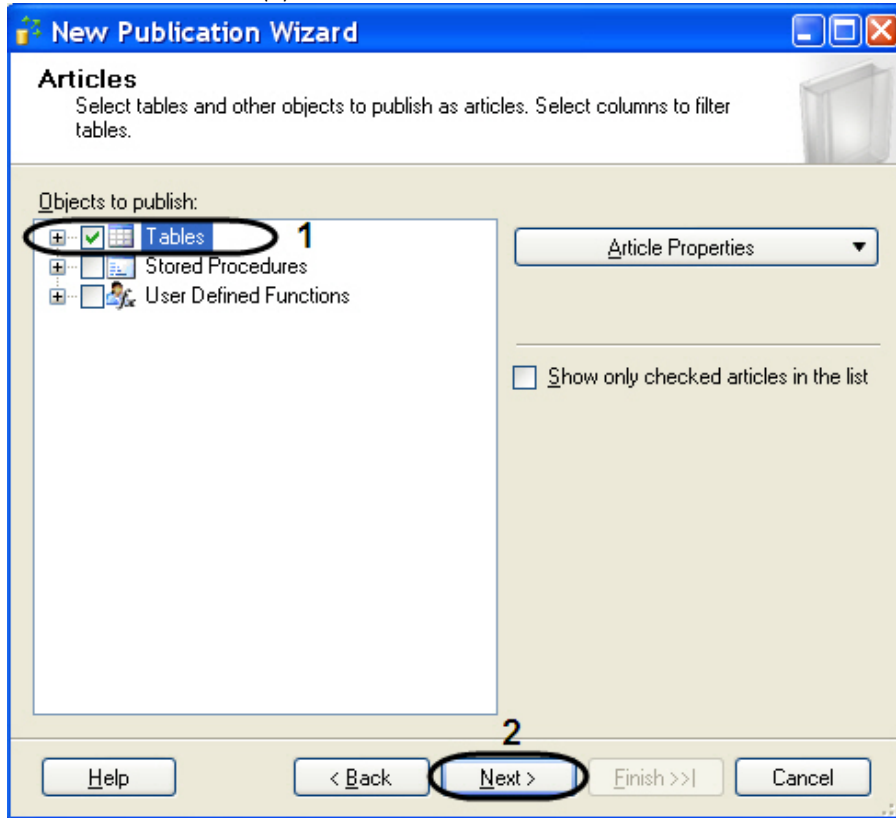 New Publication Wizard
Articles
Select tables and other objects to publish as articles. Select columns to filter
tables.
Objects to publish:
Tables 1
Stored Procedures
User Defined Functions
Article Properties
Show only checked articles in the list
2
Help < Back Next > Finish >>| Cancel